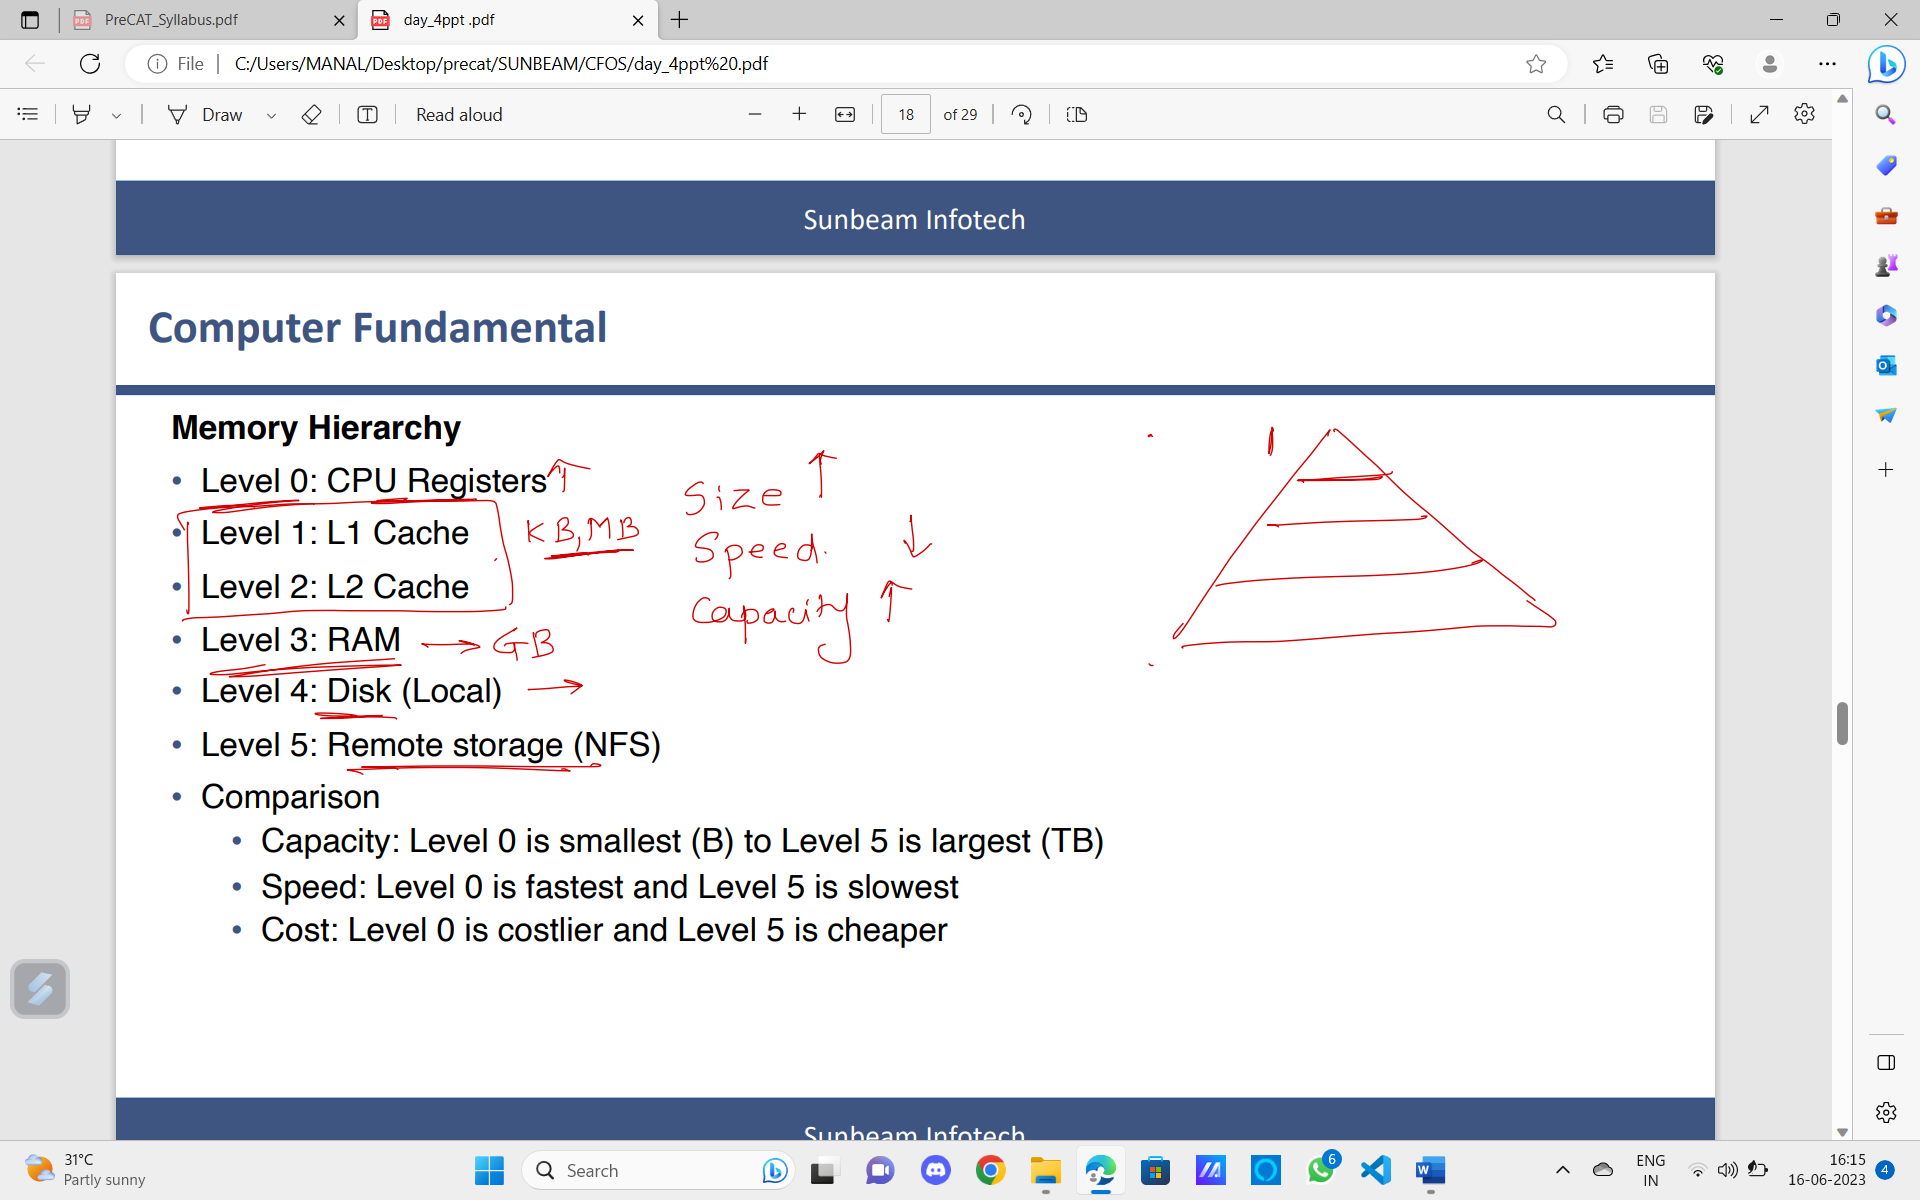 PreCAT_Syllabus.pdf
day_4ppt .pdf
File
C:/Users/MANAL/Desktop/precat/SUNBEAM/CFOS/day_4ppt%20.pdf
Draw
Read aloud
18
of 29
Sunbeam Infotech
Computer Fundamental
Memory Hierarchy
• Level 0: CPU Registers
• Level 1: L1 Cache
• Level 2: L2 Cache
KB, MB
Size ↑
Speed. ↓
Capacity ↑
• Level 3: RAM → GB
• Level 4: Disk (Local) →
• Level 5: Remote storage (NFS)
• Comparison
• Capacity: Level 0 is smallest (B) to Level 5 is largest (TB)
• Speed: Level 0 is fastest and Level 5 is slowest
• Cost: Level 0 is costlier and Level 5 is cheaper
Sunbeam Infotech
31°C
Partly sunny
Search
6
ENG
IN
16:15
16-06-2023
4